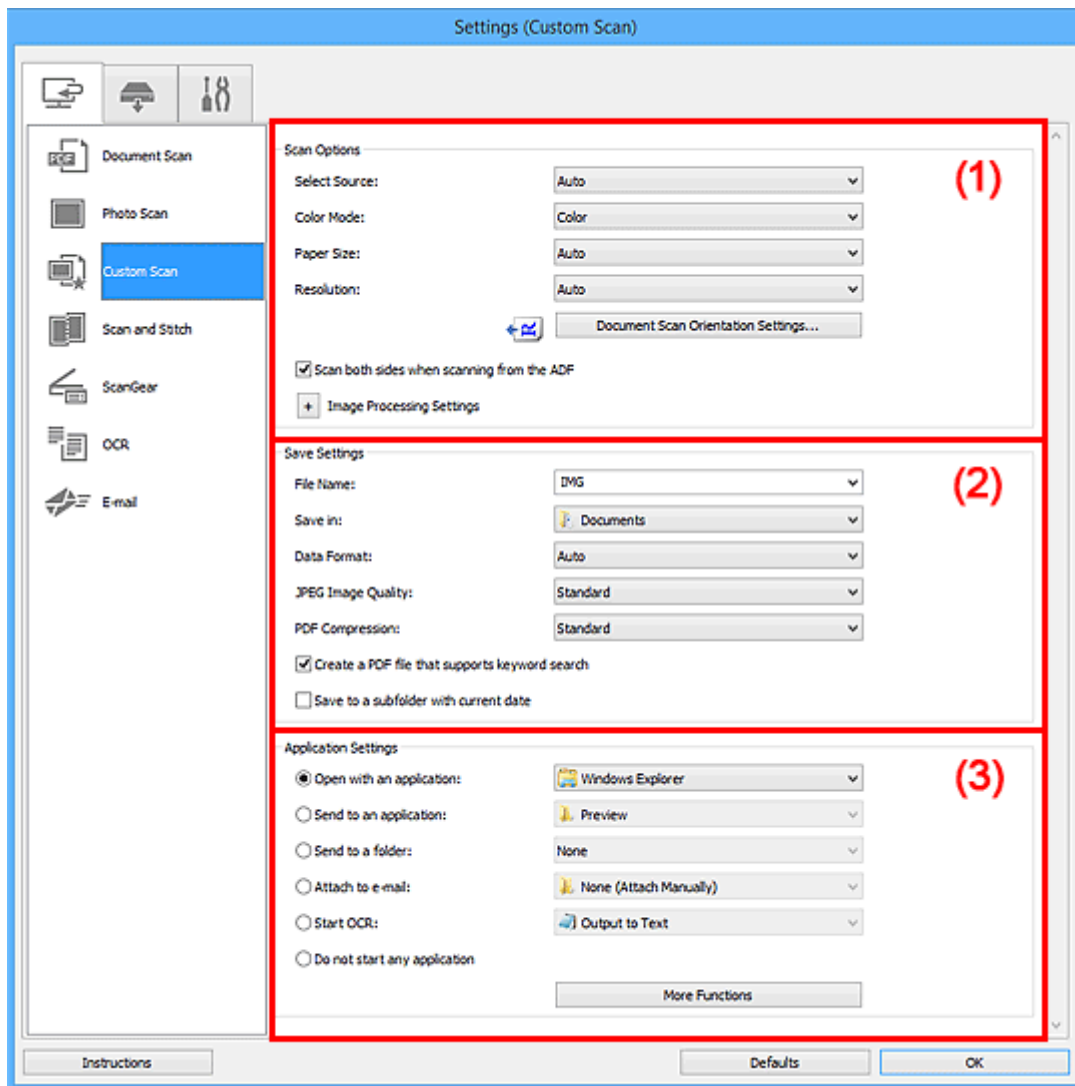 Settings (Custom Scan)
Document Scan
Photo Scan
Custom Scan
Scan and Stitch
ScanGear
OCR
E-mail
Scan Options
(1)
Select Source: Auto
Color Mode: Color
Paper Size: Auto
Resolution: Auto
Document Scan Orientation Settings...
Scan both sides when scanning from the ADF
+ Image Processing Settings
Save Settings
(2)
File Name: IMG
Save in: Documents
Data Format: Auto
JPEG Image Quality: Standard
PDF Compression: Standard
Create a PDF file that supports keyword search
Save to a subfolder with current date
Application Settings
(3)
Open with an application: Windows Explorer
Send to an application: Preview
Send to a folder: None
Attach to e-mail: None (Attach Manually)
Start OCR: Output to Text
Do not start any application
More Functions
Instructions Defaults OK